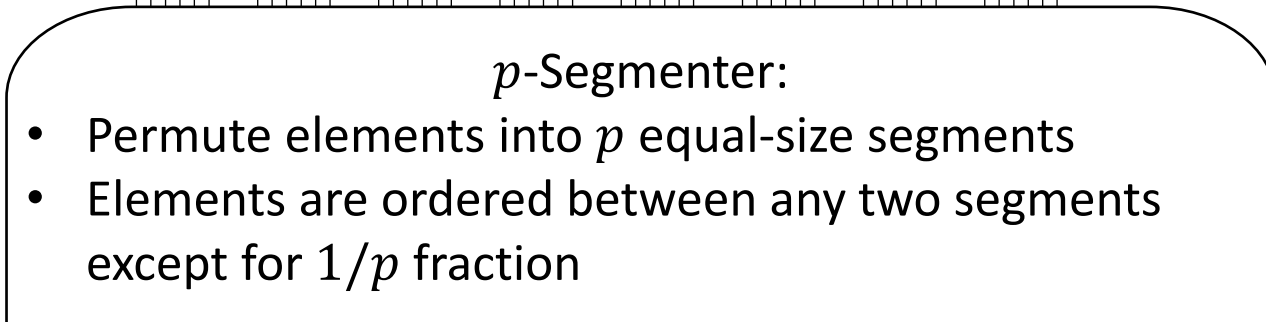 p-Segmenter:
• Permute elements into p equal-size segments
• Elements are ordered between any two segments
except for 1/p fraction